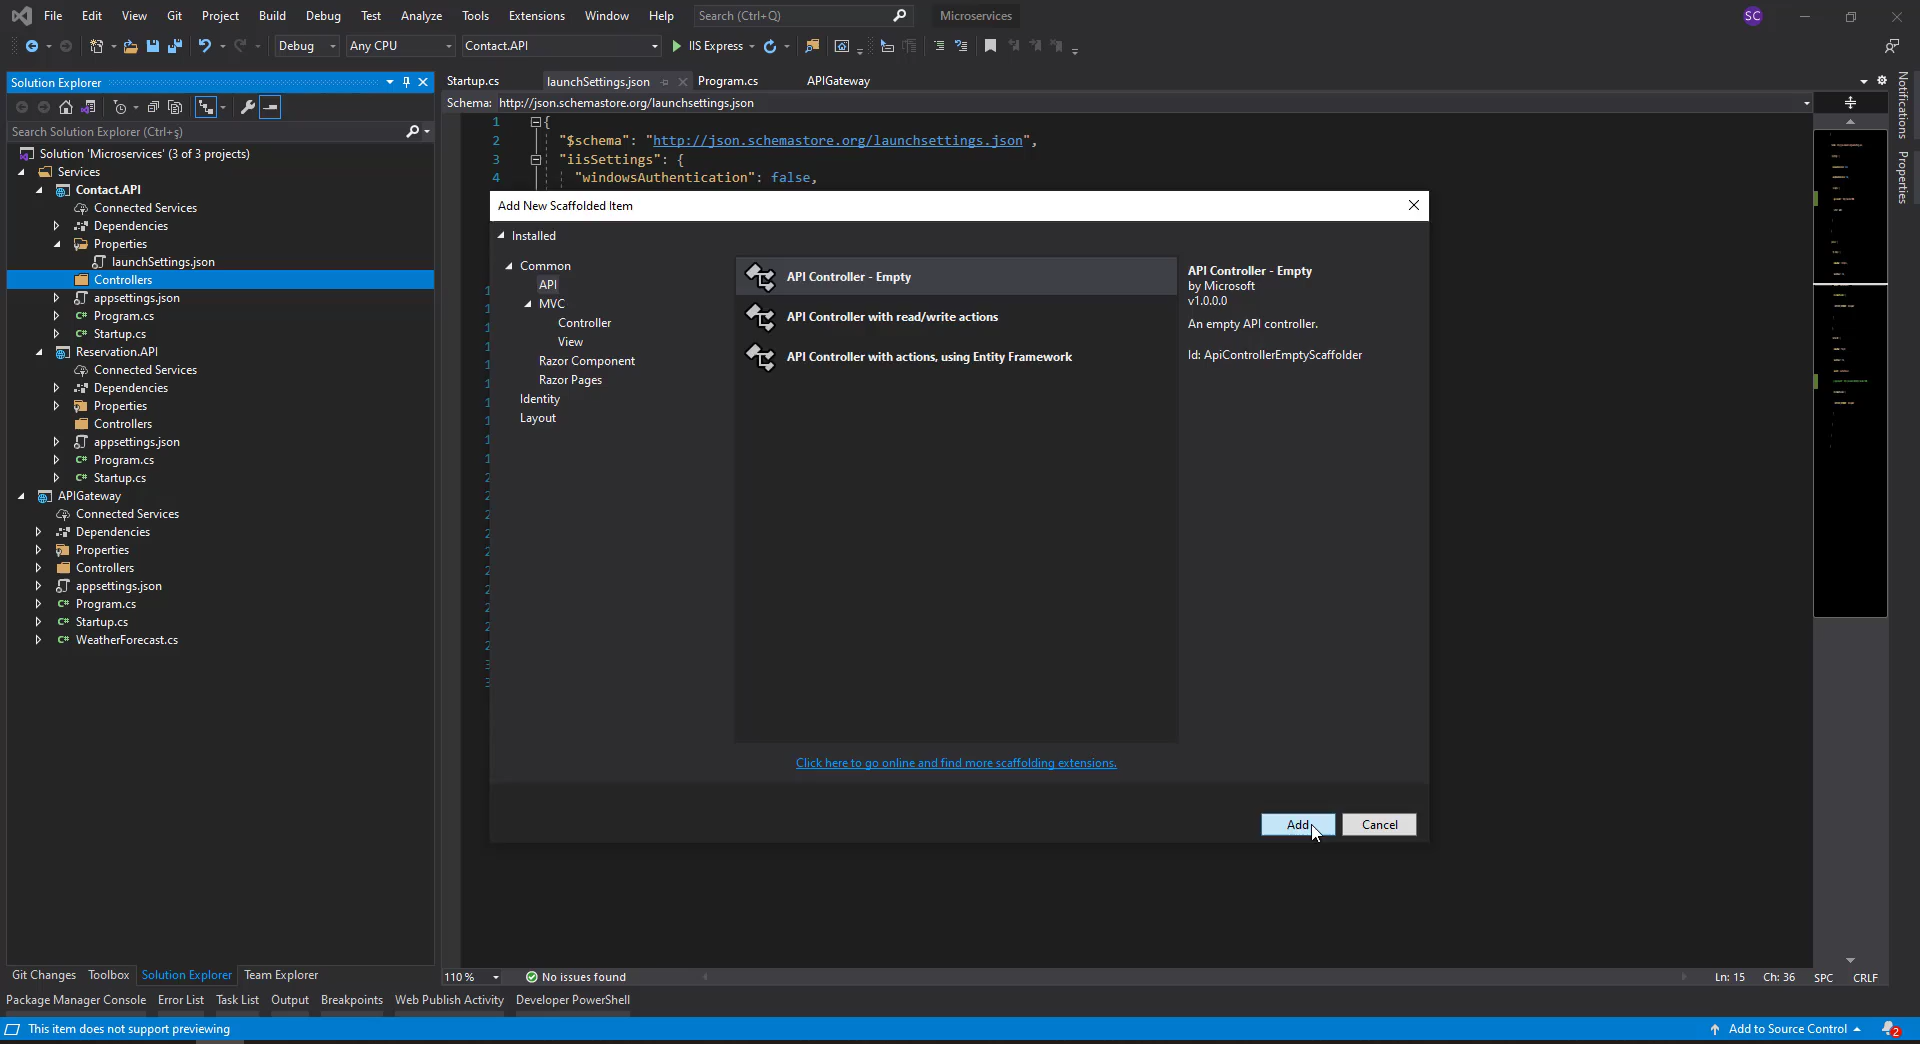 File Edit View Git Project Build Debug Test Analyze Tools Extensions Window Help Search (Ctrl+Q) Microservices SC
Debug Any CPU Contact.API IIS Express
Solution Explorer
Search Solution Explorer (Ctrl+ş)
Solution 'Microservices' (3 of 3 projects)
Services
Contact.API
Connected Services
Dependencies
Properties
launchSettings.json
Controllers
appsettings.json
Program.cs
Startup.cs
Reservation.API
Connected Services
Dependencies
Properties
Controllers
appsettings.json
Program.cs
Startup.cs
APIGateway
Connected Services
Dependencies
Properties
Controllers
appsettings.json
Program.cs
Startup.cs
WeatherForecast.cs
Git Changes Toolbox Solution Explorer Team Explorer
Startup.cs launchSettings.json Program.cs APIGateway
Schema: http://json.schemastore.org/launchsettings.json
1 {
2 "$schema": "http://json.schemastore.org/launchsettings.json",
3 "iisSettings": {
4 "windowsAuthentication": false,
Add New Scaffolded Item
Installed
Common
API
MVC
Controller
View
Razor Component
Razor Pages
Identity
Layout
API Controller - Empty
API Controller with read/write actions
API Controller with actions, using Entity Framework
API Controller - Empty
by Microsoft
v1.0.0.0
An empty API controller.
Id: ApiControllerEmptyScaffolder
Click here to go online and find more scaffolding extensions.
Add Cancel
110 % No issues found Ln: 15 Ch: 36 SPC CRLF
Notifications
Properties
Package Manager Console Error List Task List Output Breakpoints Web Publish Activity Developer PowerShell
This item does not support previewing Add to Source Control 2